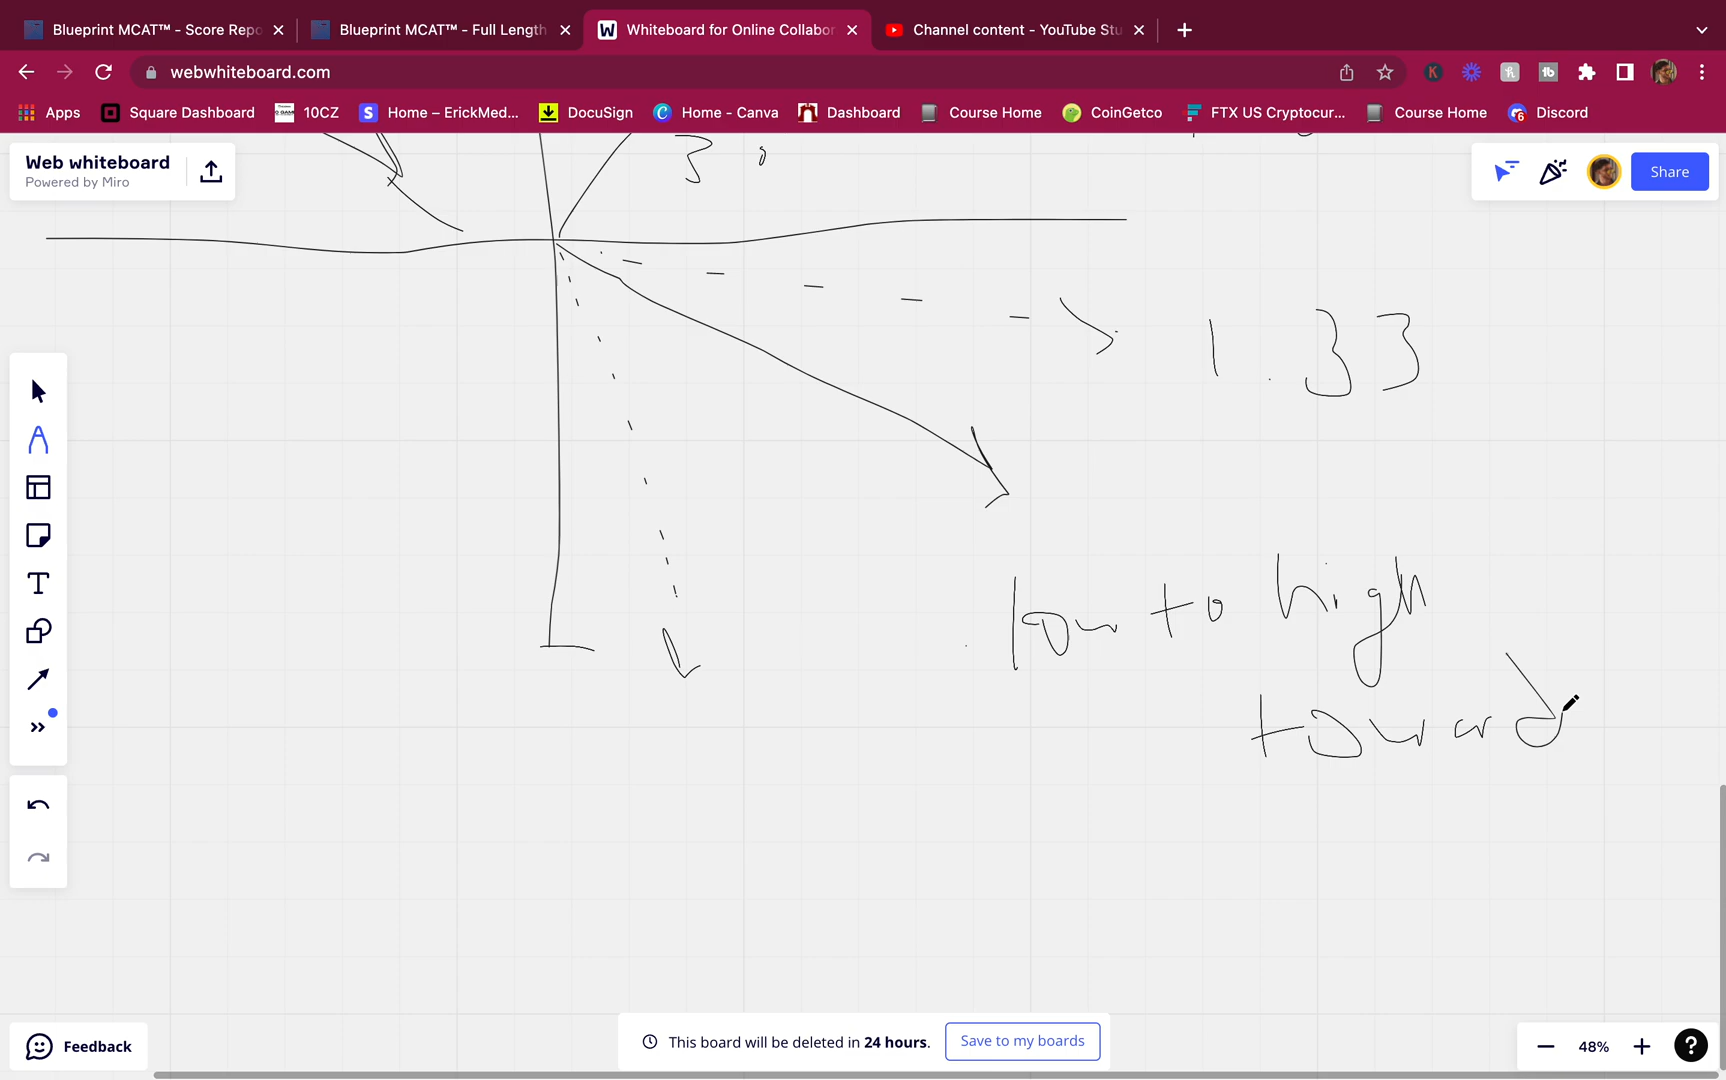 Blueprint MCAT™ - Score Repo
Blueprint MCAT™ - Full Length
Whiteboard for Online Collabor
Channel content - YouTube Stu
webwhiteboard.com
Apps
Square Dashboard
10CZ
Home – ErickMed...
DocuSign
Home - Canva
Dashboard
Course Home
CoinGetco
FTX US Cryptocur...
Course Home
Discord
Web whiteboard
Powered by Miro
Share
3
1.33
low to high
toward
Feedback
This board will be deleted in 24 hours.
Save to my boards
48%